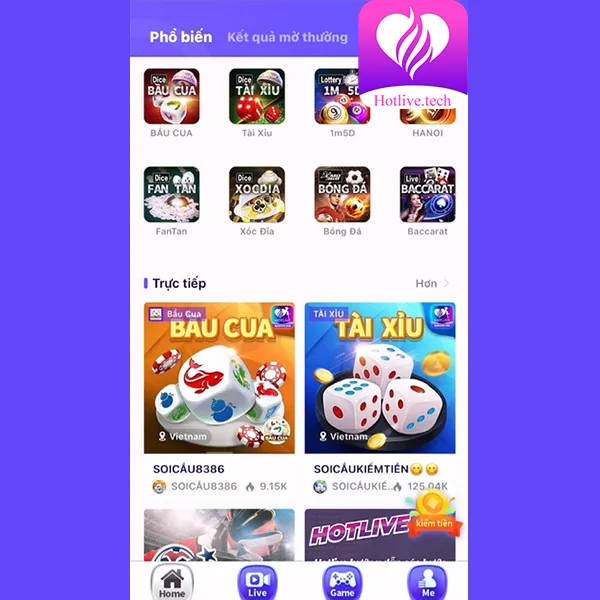 Phổ biến
Kết quả mở thưởng
Hotlive.tech
Dice
BẦU CUA
Dice
TÀI XỈU
Lottery
1M 5D
BẦU CUA
Tài Xỉu
1m5D
HANOI
Dice
FAN TAN
Dice
XOCDIA
BÓNG ĐÁ
Live
BACCARAT
FanTan
Xóc Đĩa
Bóng Đá
Baccarat
Trực tiếp
Hơn
Bầu Cua
BẦU CUA
Vietnam
BẦU CUA
TÀI XỈU
TÀI XỈU
Vietnam
SOICẦU8386
SOICẦU8386
9.15K
SOICẦUKIẾMTIỀN
SOICẦUKIẾ..
125.04K
kiếm tiền
HOTLIVE
Home
Live
Game
Me